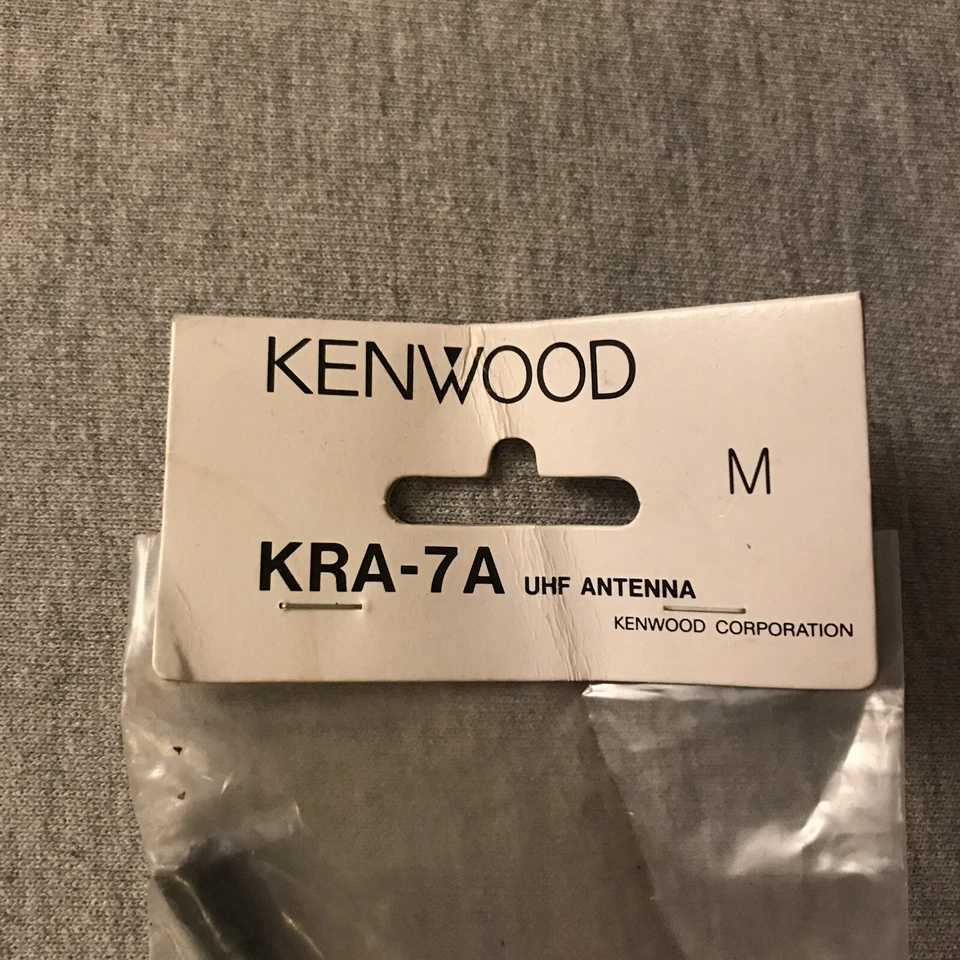 KENWOOD
M
KRA-7A UHF ANTENNA
KENWOOD CORPORATION